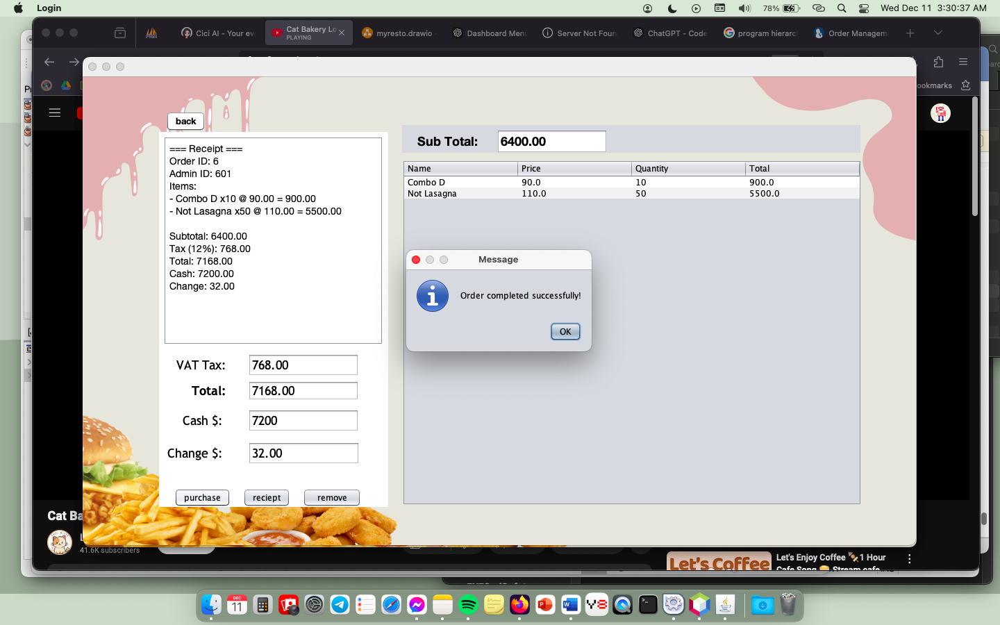 Login
78%
Wed Dec 11 3:30:37 AM
Cici AI - Your eve
Cat Bakery Lo
PLAYING
myresto.drawio
Dashboard Menu
Server Not Foun
ChatGPT - Code
program hierarc
Order Managem
ookmarks
back
=== Receipt ===
Order ID: 6
Admin ID: 601
Items:
- Combo D x10 @ 90.00 = 900.00
- Not Lasagna x50 @ 110.00 = 5500.00
Subtotal: 6400.00
Tax (12%): 768.00
Total: 7168.00
Cash: 7200.00
Change: 32.00
VAT Tax: 768.00
Total: 7168.00
Cash $: 7200
Change $: 32.00
purchase reciept remove
Sub Total: 6400.00
Name Price Quantity Total
Combo D 90.0 10 900.0
Not Lasagna 110.0 50 5500.0
Message
Order completed successfully!
OK
Cat Ba
41.6K subscribers
Let's Coffee
Let's Enjoy Coffee 🍡1 Hour
Cafe Song 😊 Stream cafe
DEC
11